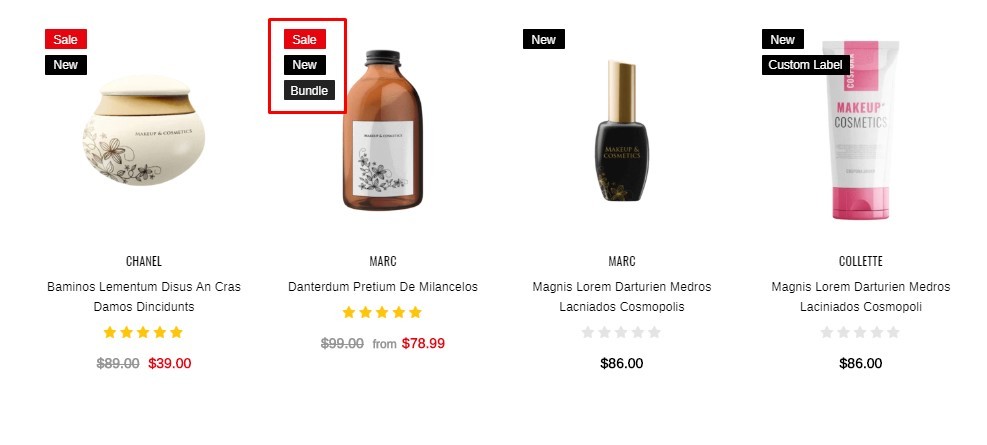 Sale
New
MAKEUP & COSMETICS
CHANEL
Baminos Lementum Disus An Cras
Damos Dincidunts
$89.00 $39.00
Sale
New
Bundle
MAKEUP & COSMETICS
MARC
Danterdum Pretium De Milancelos
$99.00 from $78.99
New
MAKEUP &
COSMETICS
MARC
Magnis Lorem Darturien Medros
Lacniados Cosmopolis
$86.00
New
Custom Label
MAKEUP
COSMETICS
COLLETTE
Magnis Lorem Darturien Medros
Laciniados Cosmopoli
$86.00